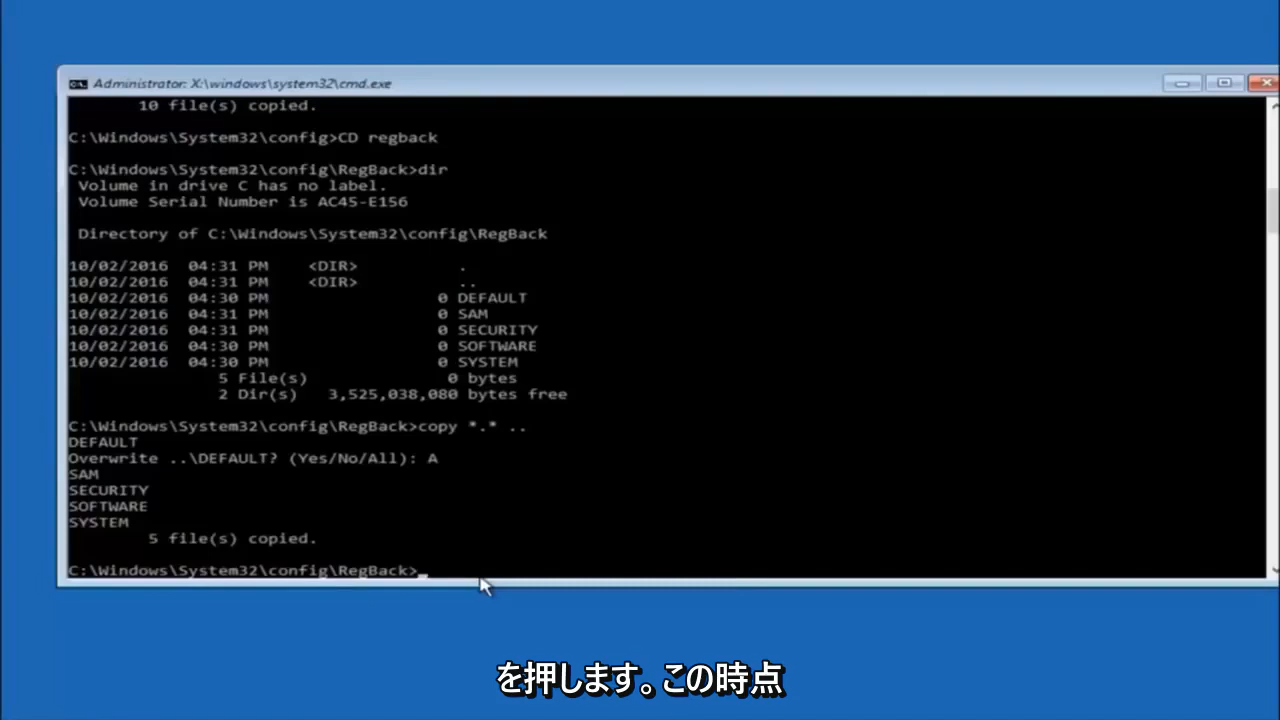 Administrator: X:\windows\system32\cmd.exe
10 file(s) copied.
C:\Windows\System32\config>CD regback
C:\Windows\System32\config\RegBack>dir
Volume in drive C has no label.
Volume Serial Number is AC45-E156
Directory of C:\Windows\System32\config\RegBack
10/02/2016 04:31 PM <DIR> .
10/02/2016 04:31 PM <DIR> ..
10/02/2016 04:30 PM 0 DEFAULT
10/02/2016 04:31 PM 0 SAM
10/02/2016 04:31 PM 0 SECURITY
10/02/2016 04:30 PM 0 SOFTWARE
10/02/2016 04:30 PM 0 SYSTEM
5 File(s) 0 bytes
2 Dir(s) 3,525,038,080 bytes free
C:\Windows\System32\config\RegBack>copy *.* ..
DEFAULT
Overwrite ..\DEFAULT? (Yes/No/All): A
SAM
SECURITY
SOFTWARE
SYSTEM
5 file(s) copied.
C:\Windows\System32\config\RegBack>_
を押します。この時点